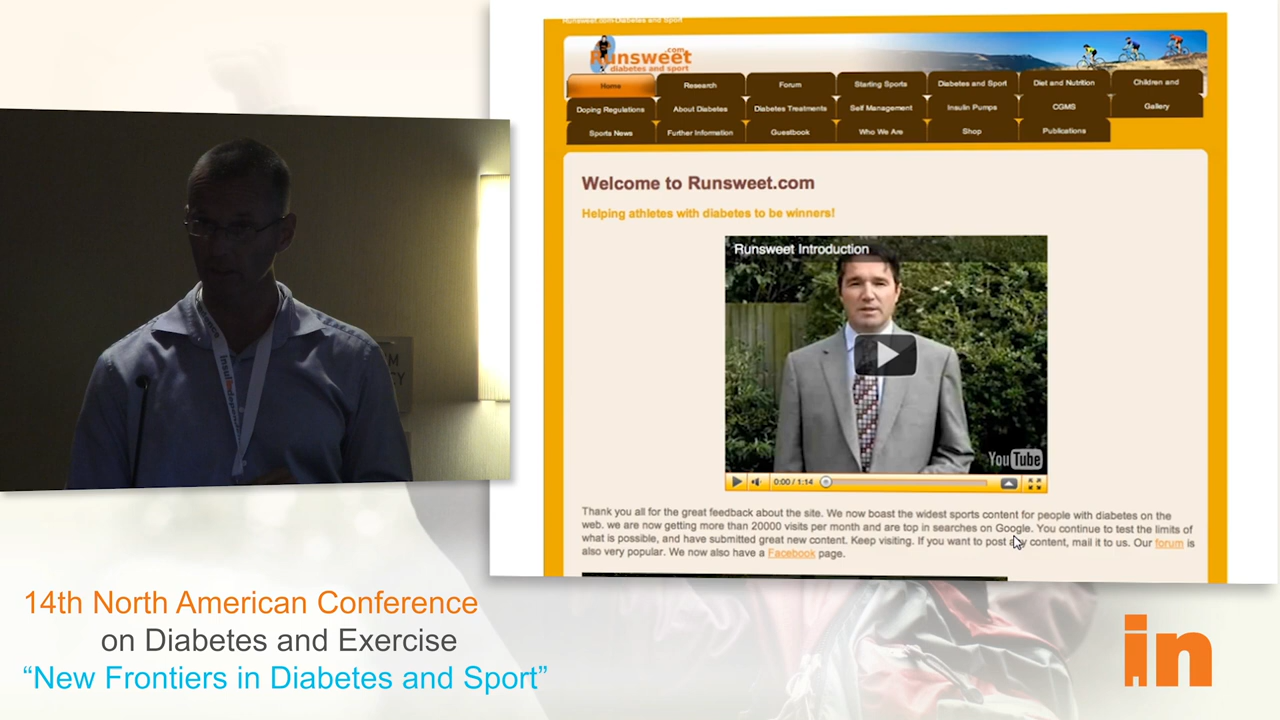 Runsweet.com-Diabetes and Sport
Runsweet
.com
diabetes and sport
Home
Research
Forum
Starting Sports
Diabetes and Sport
Diet and Nutrition
Children and
Doping Regulations
About Diabetes
Diabetes Treatments
Self Management
Insulin Pumps
CGMS
Gallery
Sports News
Further Information
Guestbook
Who We Are
Shop
Publications
Welcome to Runsweet.com
Helping athletes with diabetes to be winners!
Runsweet Introduction
YouTube
0:00 / 1:14
Thank you all for the great feedback about the site. We now boast the widest sports content for people with diabetes on the
web. we are now getting more than 20000 visits per month and are top in searches on Google. You continue to test the limits of
what is possible, and have submitted great new content. Keep visiting. If you want to post any content, mail it to us. Our forum is
also very popular. We now also have a Facebook page.
14th North American Conference
on Diabetes and Exercise
“New Frontiers in Diabetes and Sport”
in